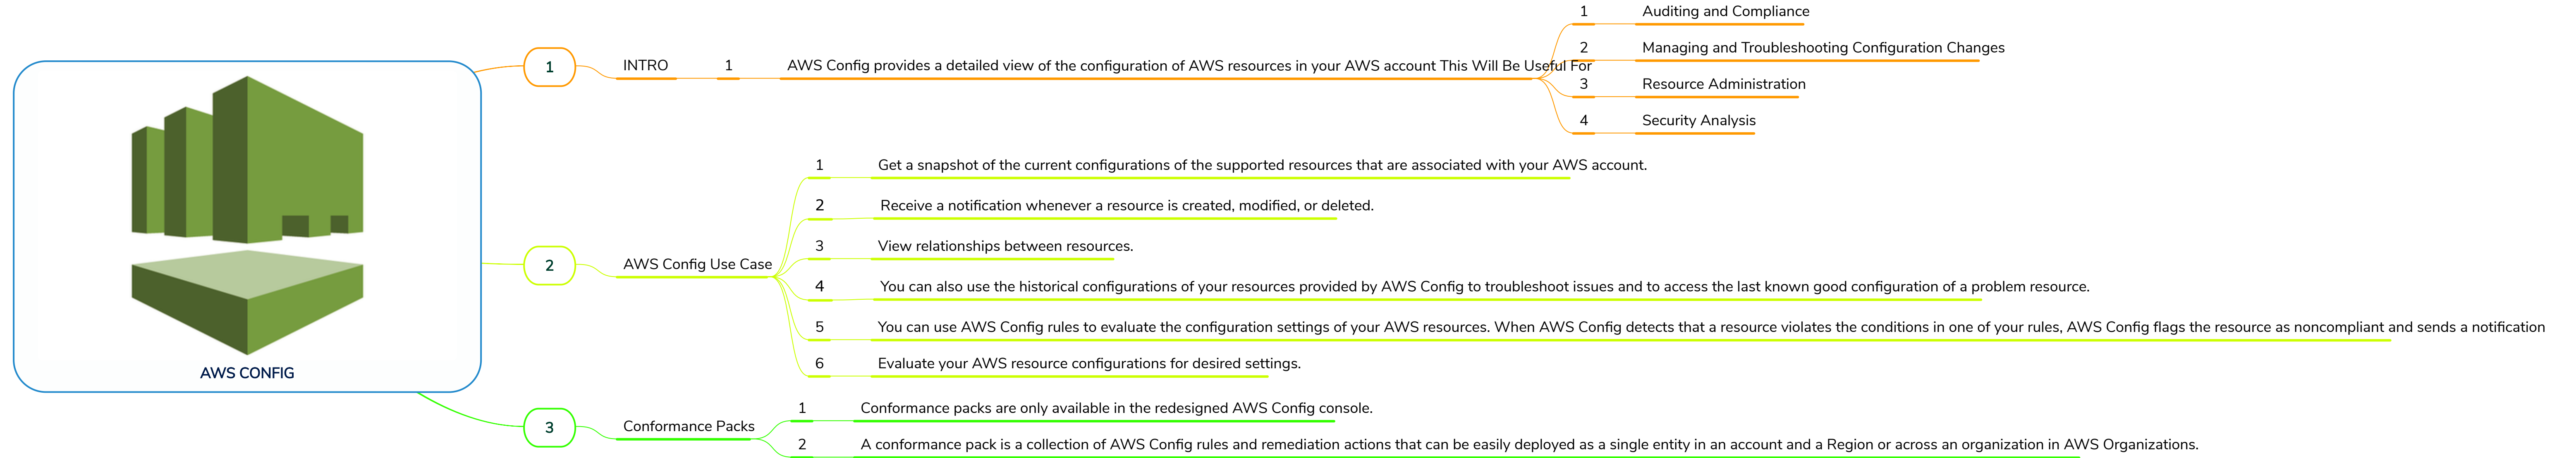 AWS CONFIG
1
INTRO
1
AWS Config provides a detailed view of the configuration of AWS resources in your AWS account This Will Be Useful For
1
Auditing and Compliance
2
Managing and Troubleshooting Configuration Changes
3
Resource Administration
4
Security Analysis
2
AWS Config Use Case
1
Get a snapshot of the current configurations of the supported resources that are associated with your AWS account.
2
Receive a notification whenever a resource is created, modified, or deleted.
3
View relationships between resources.
4
You can also use the historical configurations of your resources provided by AWS Config to troubleshoot issues and to access the last known good configuration of a problem resource.
5
You can use AWS Config rules to evaluate the configuration settings of your AWS resources. When AWS Config detects that a resource violates the conditions in one of your rules, AWS Config flags the resource as noncompliant and sends a notification
6
Evaluate your AWS resource configurations for desired settings.
3
Conformance Packs
1
Conformance packs are only available in the redesigned AWS Config console.
2
A conformance pack is a collection of AWS Config rules and remediation actions that can be easily deployed as a single entity in an account and a Region or across an organization in AWS Organizations.